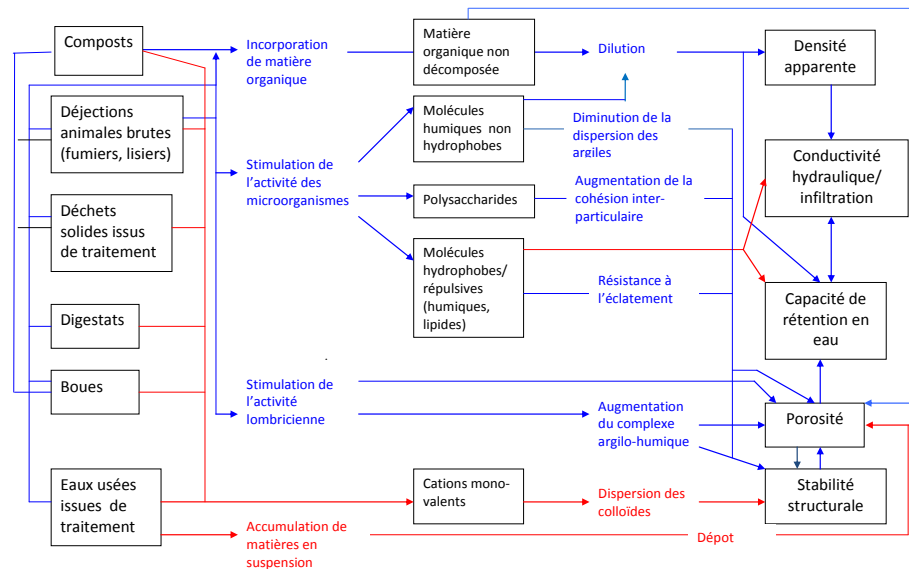 Composts
Déjections
animales brutes
(fumiers, lisiers)
Déchets
solides issus
de traitement
Digestats
Boues
Eaux usées
issues de
traitement
Incorporation
de matière
organique
Stimulation de
l'activité des
microorganismes
Stimulation de
l'activité
lombricienne
Accumulation de
matières en
suspension
Matière
organique non
décomposée
Molécules
humiques non
hydrophobes
Polysaccharides
Molécules
hydrophobes/
répulsives
(humiques,
lipides)
Cations mono-
valents
Dilution
Diminution de la
dispersion des
argiles
Augmentation de la
cohésion inter-
particulaire
Résistance à
l'éclatement
Augmentation
du complexe
argilo-humique
Dispersion des
colloïdes
Dépot
Densité
apparente
Conductivité
hydraulique/
infiltration
Capacité de
rétention en
eau
Porosité
Stabilité
structurale